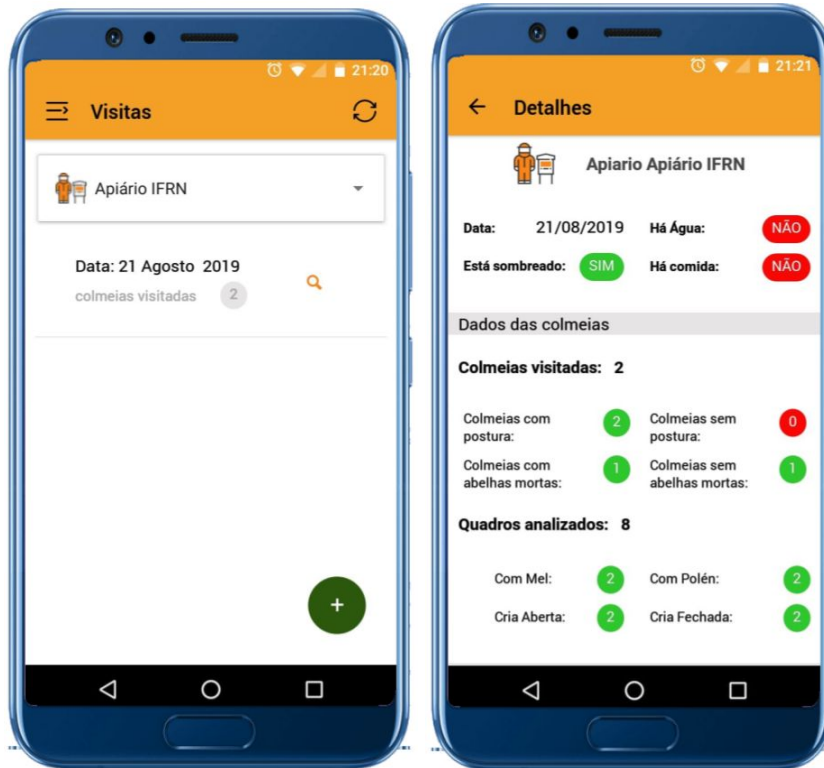 21:20
Visitas
Apiário IFRN
Data: 21 Agosto 2019
colmeias visitadas 2
+
21:21
Detalhes
Apiario Apiário IFRN
Data: 21/08/2019 Há Água: NÃO
Está sombreado: SIM Há comida: NÃO
Dados das colmeias
Colmeias visitadas: 2
Colmeias com
postura: 2
Colmeias sem
postura: 0
Colmeias com
abelhas mortas: 1
Colmeias sem
abelhas mortas: 1
Quadros analizados: 8
Com Mel: 2 Com Polén: 2
Cria Aberta: 2 Cria Fechada: 2